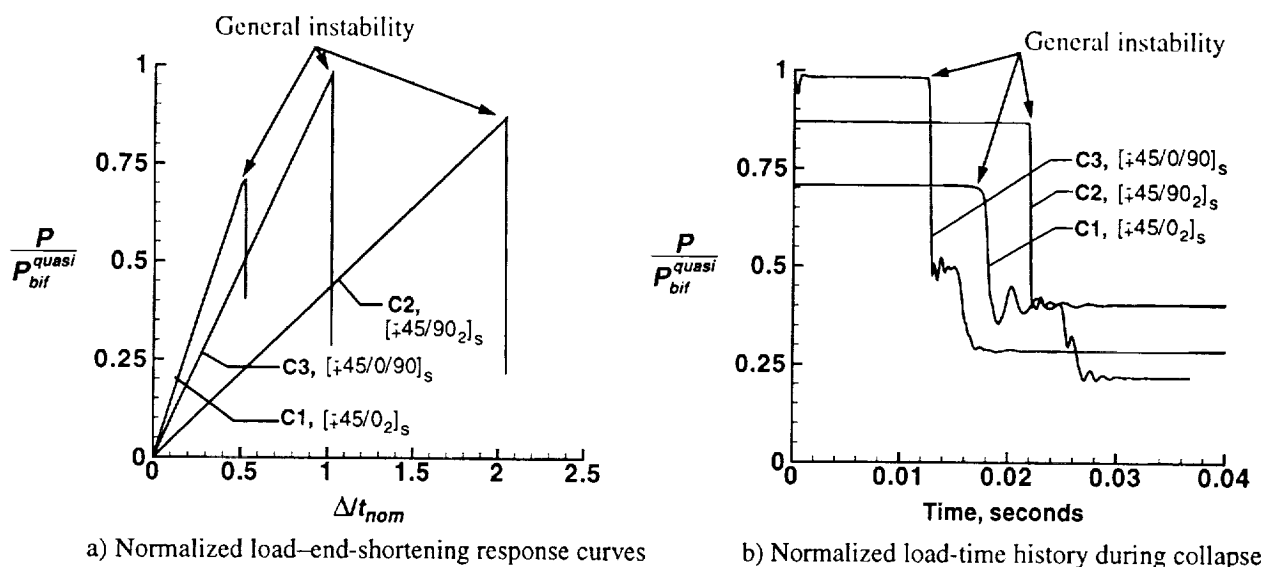 General instability
1
0.75
0.5
0.25
0
P
P quasi bif
0 0.5 1 1.5 2 2.5
Δ/t nom
C2,
[∓45/90₂]ₛ
C3, [∓45/0/90]ₛ
C1, [∓45/0₂]ₛ
a) Normalized load–end-shortening response curves
General instability
1
0.75
0.5
0.25
0
P
P quasi bif
0 0.01 0.02 0.03 0.04
Time, seconds
C3, [∓45/0/90]ₛ
C2, [∓45/90₂]ₛ
C1, [∓45/0₂]ₛ
b) Normalized load-time history during collapse